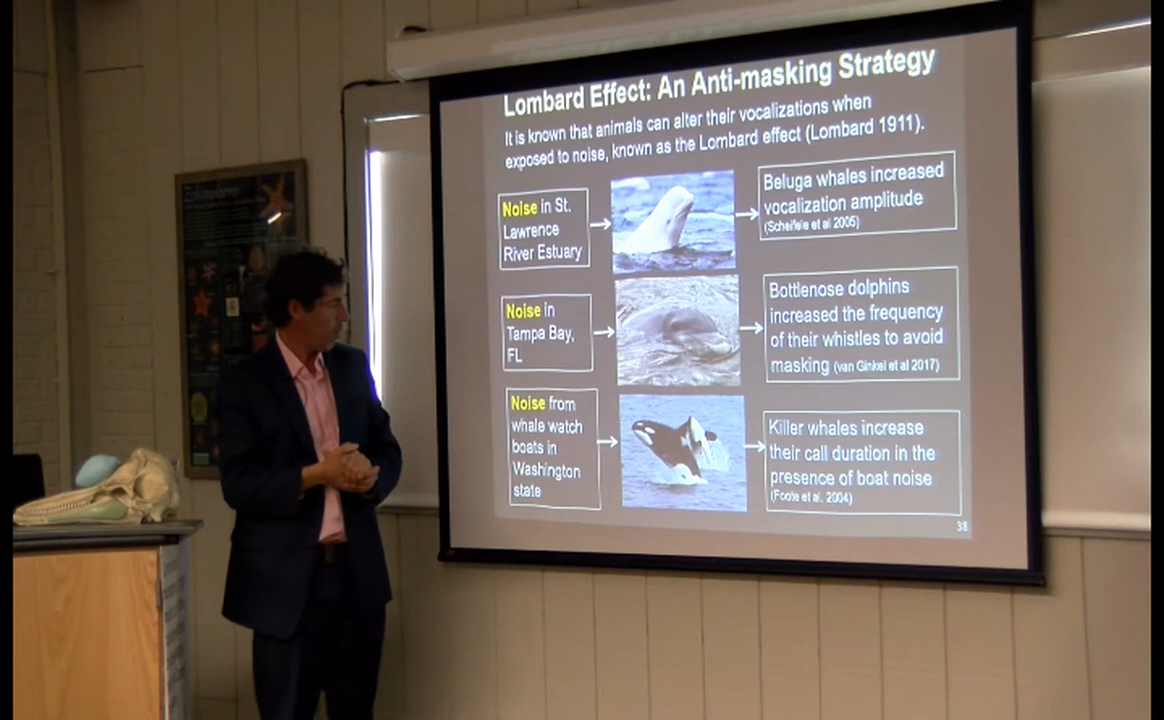 Lombard Effect: An Anti-masking Strategy
It is known that animals can alter their vocalizations when
exposed to noise, known as the Lombard effect (Lombard 1911).
Noise in St.
Lawrence
River Estuary
Beluga whales increased
vocalization amplitude
(Scheifele et al 2005)
Noise in
Tampa Bay,
FL
Bottlenose dolphins
increased the frequency
of their whistles to avoid
masking (van Ginkel et al 2017)
Noise from
whale watch
boats in
Washington
state
Killer whales increase
their call duration in the
presence of boat noise
(Foote et al. 2004)
38